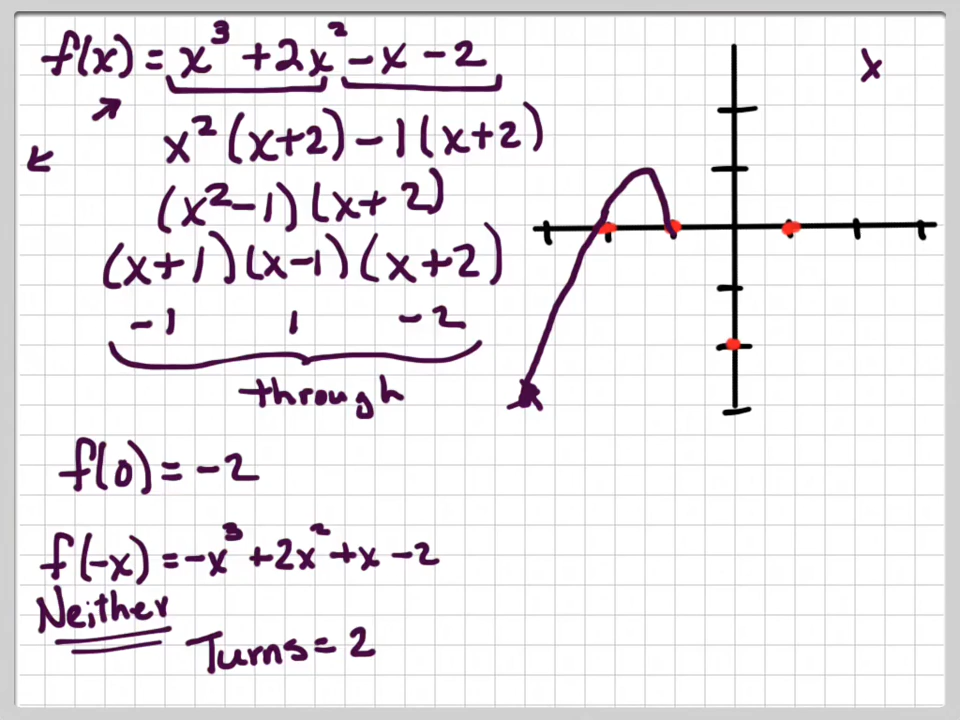 f(x) = x³ + 2x² - x - 2
x
x²(x+2) - 1(x+2)
(x²-1)(x+2)
(x+1)(x-1)(x+2)
-1 1 -2
through
f(0) = -2
f(-x) = -x³ + 2x² + x - 2
Neither
Turns = 2